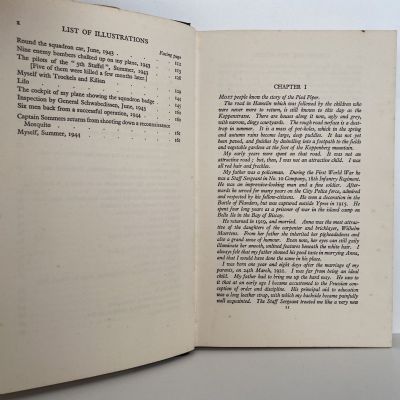 2
LIST OF ILLUSTRATIONS
Facing page
Round the squadron car, June, 1943 112
Nine enemy bombers chalked up on my plane, 1943 113
The pilots of the "5th Staffel", Summer, 1943 128
[Five of them were killed a few months later.]
Myself with Trockels and Kilian
Lilo
The cockpit of my plane showing the squadron badge 145
Inspection by General Schwebediesen, June, 1943 145
Six men back from a successful operation, 1944
Captain Sommers returns from shooting down a reconnaissance
Mosquito 161
Myself, Summer, 1944 161
CHAPTER I
Most people know the story of the Pied Piper.
The road in Hamelin which was followed by the children who
were never more to return, is still known to this day as the
Koppenstrasse. There are houses along it now, ugly and grey,
with narrow, dingy courtyards. The rough road surface is a dust-
trap in summer. It is a mass of pot-holes, which in the spring
and autumn rains become large, deep puddles. It has not yet
been paved, and finishes by dwindling into a footpath in the fields
and vegetable gardens at the foot of the Koppenberg mountain.
My early years were spent on that road. It was not an
attractive road; but, then, I was not an attractive child. I was
all red hair and freckles.
My father was a policeman. During the First World War he
was a Staff Sergeant in No. 10 Company, 18th Infantry Regiment.
He was an impressive-looking man and a fine soldier. After-
wards he served for many years on the City Police force, admired
and respected by his fellow-citizens. He won a decoration in the
Battle of Flanders, but was captured outside Ypres in 1915. He
spent four long years as a prisoner of war in the island camp on
Belle Ile in the Bay of Biscay.
He returned in 1919, and married. Anna was the most attrac-
tive of the daughters of the carpenter and bricklayer, Wilhelm
Mourtens. From her father she inherited her pigheadedness and
also a grand sense of humour. Even now, her eyes can still gaily
illuminate her smooth, unlined features beneath the white hair. I
always felt that my father showed his good taste in marrying Anna,
and that I would have done the same in his place.
I was born one year and eight days after the marriage of my
parents, on 24th March, 1921. I was far from being an ideal
child. My father had to bring me up the hard way. He saw to
it that at an early age I became accustomed to the Prussian con-
ception of order and discipline. His principal aid to education
was a long leather strap, with which my backside became painfully
well acquainted. The Staff Sergeant treated me like a very new
11